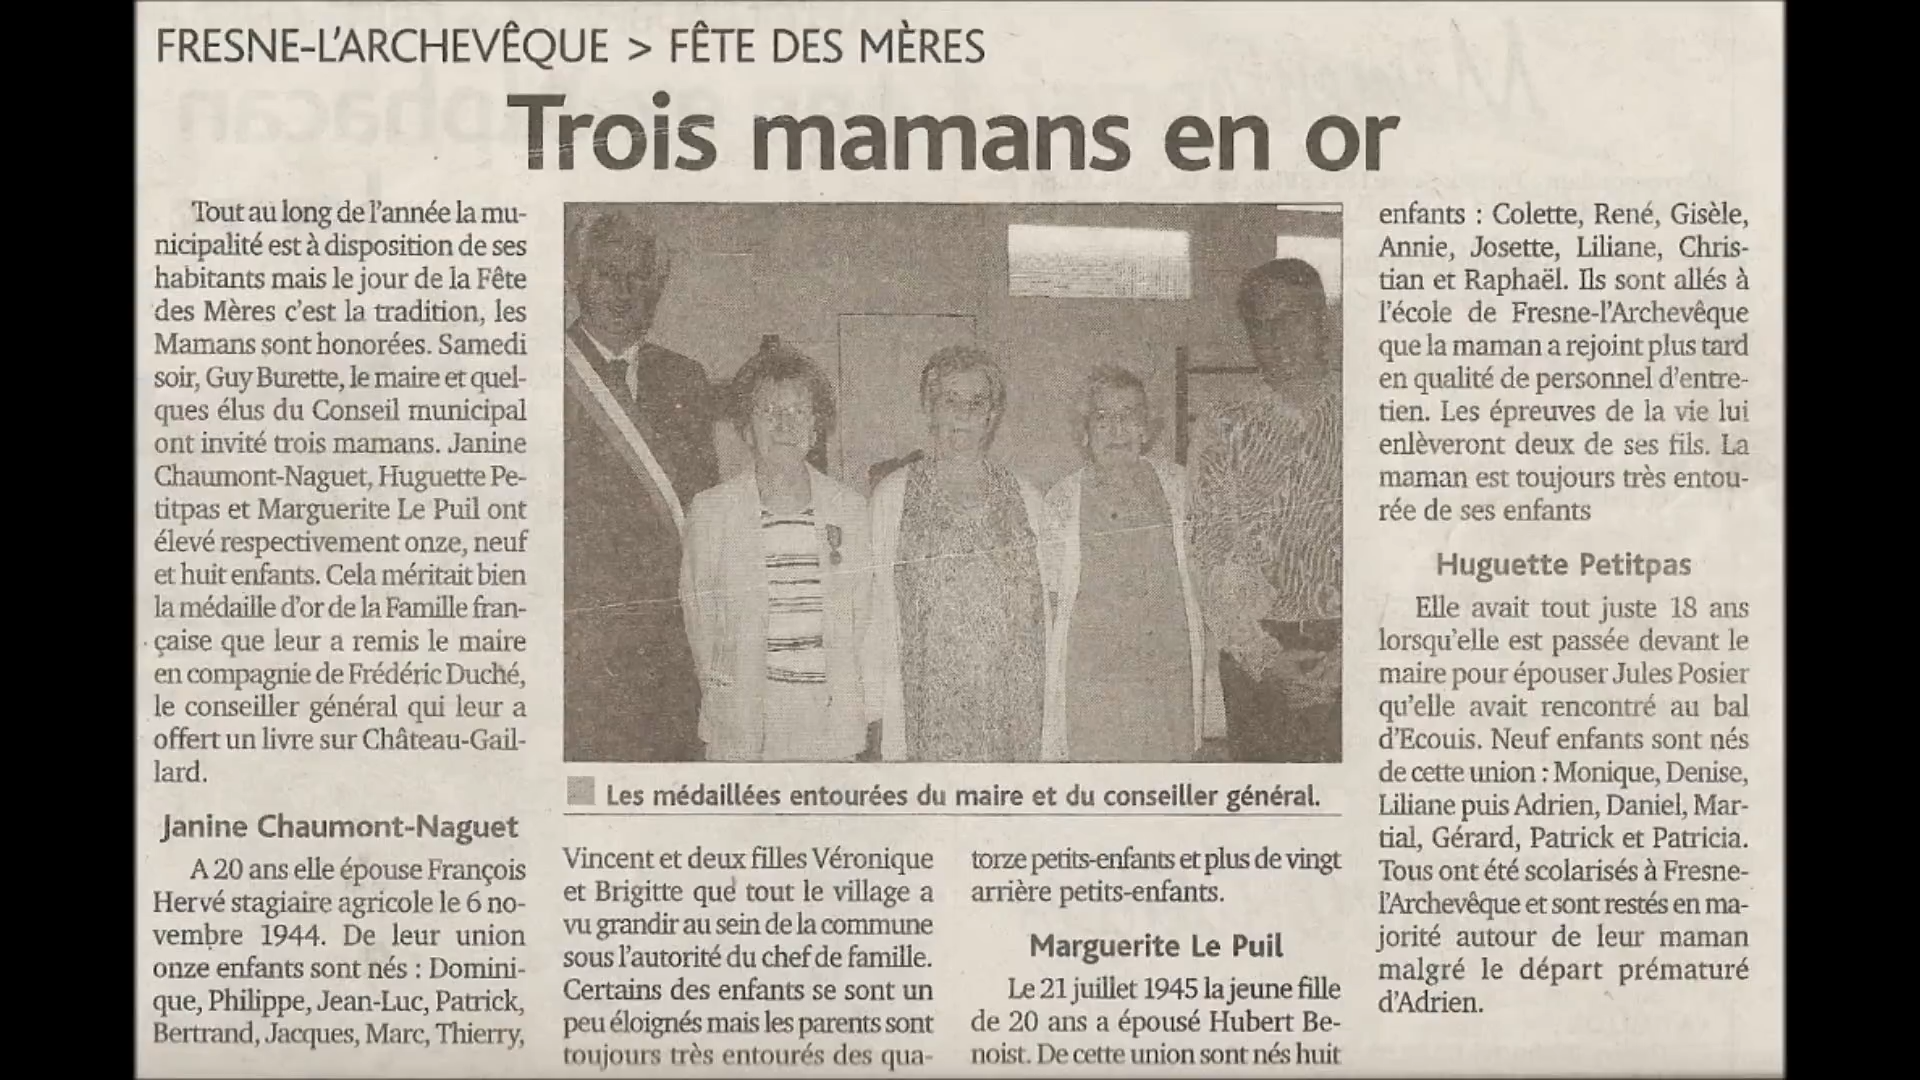 FRESNE-L'ARCHEVÊQUE > FÊTE DES MÈRES
Trois mamans en or
Tout au long de l'année la mu-
nicipalité est à disposition de ses
habitants mais le jour de la Fête
des Mères c'est la tradition, les
Mamans sont honorées. Samedi
soir, Guy Burette, le maire et quel-
ques élus du Conseil municipal
ont invité trois mamans. Janine
Chaumont-Naguet, Huguette Pe-
titpas et Marguerite Le Puil ont
élevé respectivement onze, neuf
et huit enfants. Cela méritait bien
la médaille d'or de la Famille fran-
çaise que leur a remis le maire
en compagnie de Frédéric Duché,
le conseiller général qui leur a
offert un livre sur Château-Gail-
lard.
Janine Chaumont-Naguet
A 20 ans elle épouse François
Hervé stagiaire agricole le 6 no-
vembre 1944. De leur union
onze enfants sont nés : Domini-
que, Philippe, Jean-Luc, Patrick,
Bertrand, Jacques, Marc, Thierry,
Les médaillées entourées du maire et du conseiller général.
Vincent et deux filles Véronique
et Brigitte que tout le village a
vu grandir au sein de la commune
sous l'autorité du chef de famille.
Certains des enfants se sont un
peu éloignés mais les parents sont
toujours très entourés des qua-
torze petits-enfants et plus de vingt
arrière petits-enfants.
Marguerite Le Puil
Le 21 juillet 1945 la jeune fille
de 20 ans a épousé Hubert Be-
noist. De cette union sont nés huit
enfants : Colette, René, Gisèle,
Annie, Josette, Liliane, Chris-
tian et Raphaël. Ils sont allés à
l'école de Fresne-l'Archevêque
que la maman a rejoint plus tard
en qualité de personnel d'entre-
tien. Les épreuves de la vie lui
enlèveront deux de ses fils. La
maman est toujours très entou-
rée de ses enfants
Huguette Petitpas
Elle avait tout juste 18 ans
lorsqu'elle est passée devant le
maire pour épouser Jules Posier
qu'elle avait rencontré au bal
d'Ecouis. Neuf enfants sont nés
de cette union : Monique, Denise,
Liliane puis Adrien, Daniel, Mar-
tial, Gérard, Patrick et Patricia.
Tous ont été scolarisés à Fresne-
l'Archevêque et sont restés en ma-
jorité autour de leur maman
malgré le départ prématuré
d'Adrien.